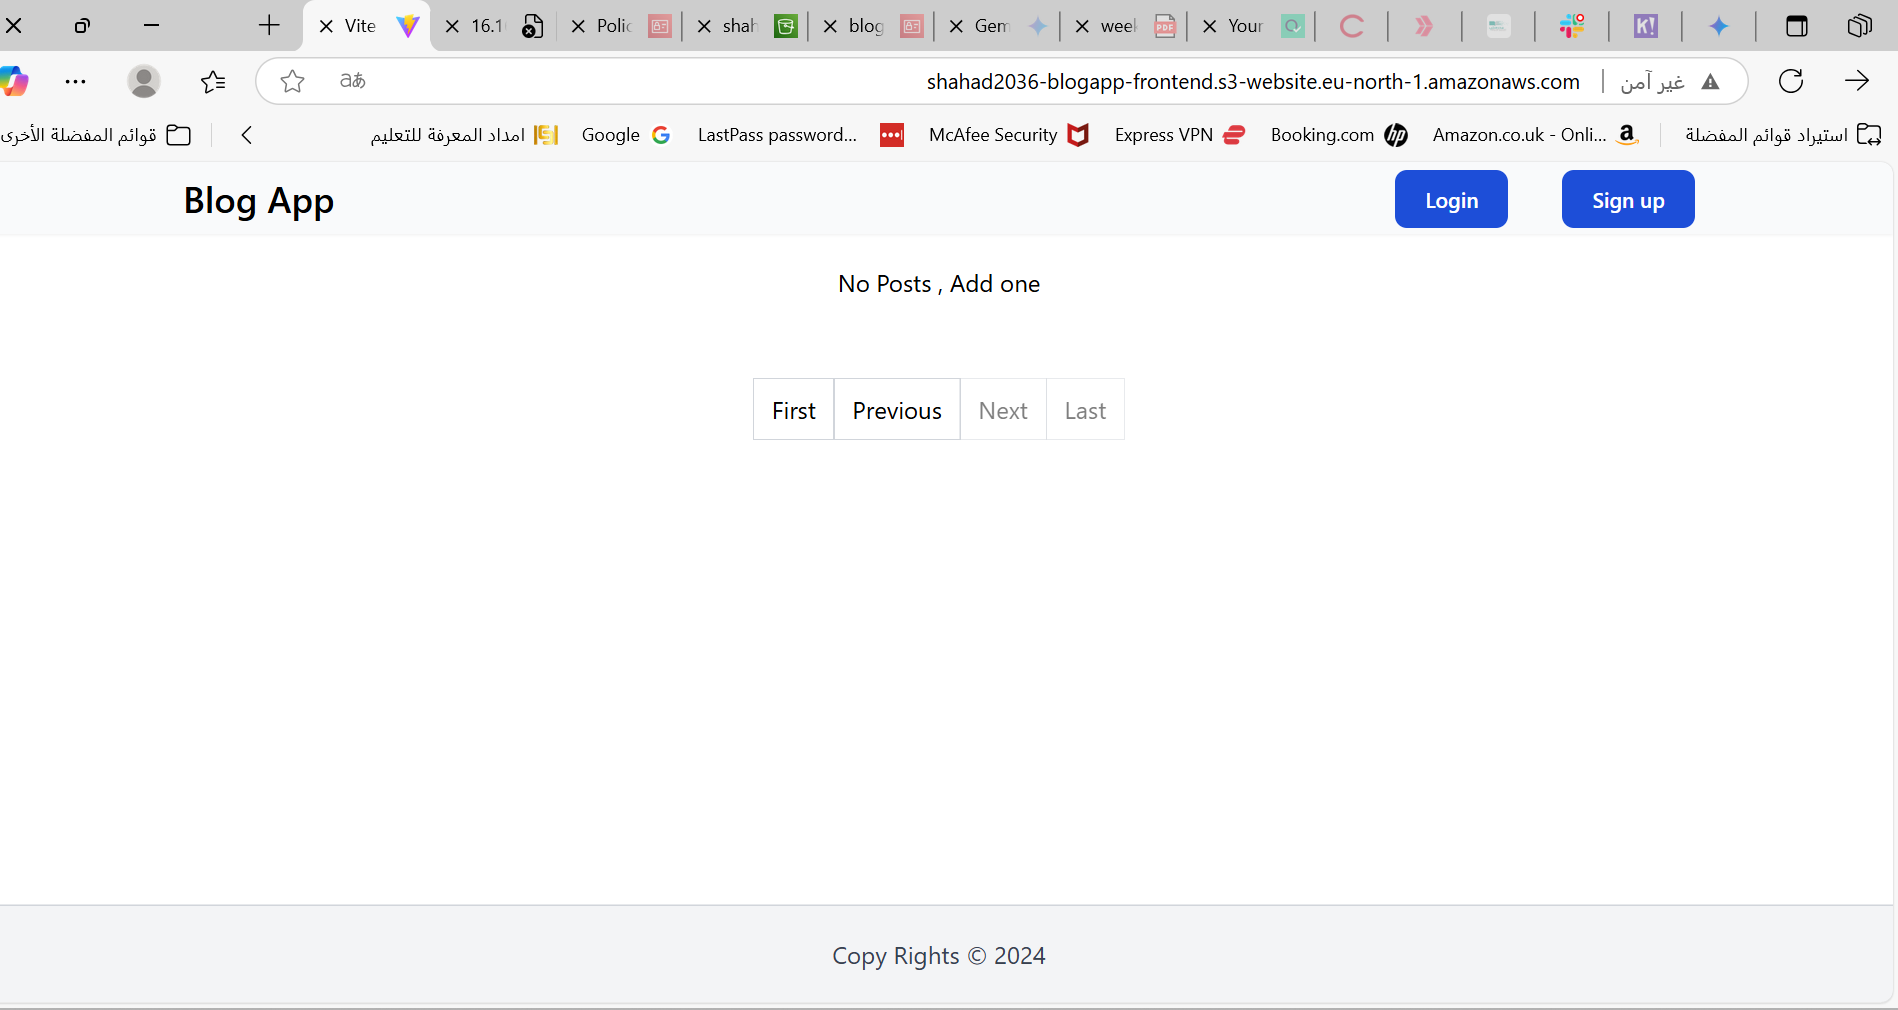 Vite
16.1
Polic
shah
blog
Gem
week
Your
aあ
shahad2036-blogapp-frontend.s3-website.eu-north-1.amazonaws.com
غير آمن
استيراد قوائم المفضلة
Amazon.co.uk - Onli...
Booking.com
Express VPN
McAfee Security
LastPass password...
Google
امداد المعرفة للتعليم
قوائم المفضلة الأخرى
Blog App
Login
Sign up
No Posts , Add one
First
Previous
Next
Last
Copy Rights © 2024